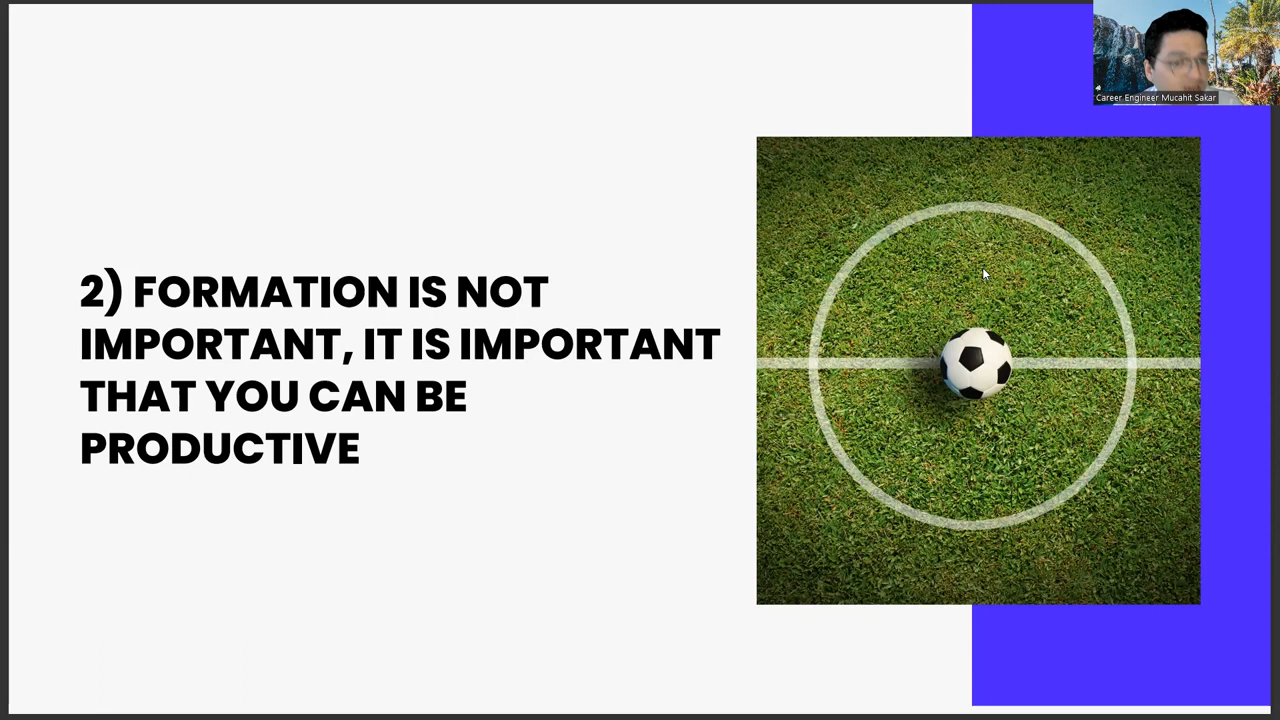 Career Engineer Mucahit Sakar
2) FORMATION IS NOT
IMPORTANT, IT IS IMPORTANT
THAT YOU CAN BE
PRODUCTIVE